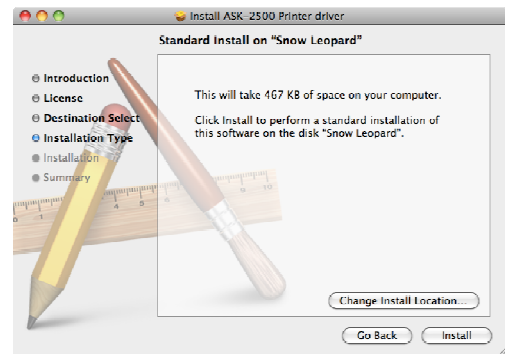 Install ASK-2500 Printer driver
Standard Install on “Snow Leopard”
Introduction
License
Destination Select
Installation Type
Installation
Summary
This will take 467 KB of space on your computer.
Click Install to perform a standard installation of
this software on the disk “Snow Leopard”.
Change Install Location...
Go Back
Install